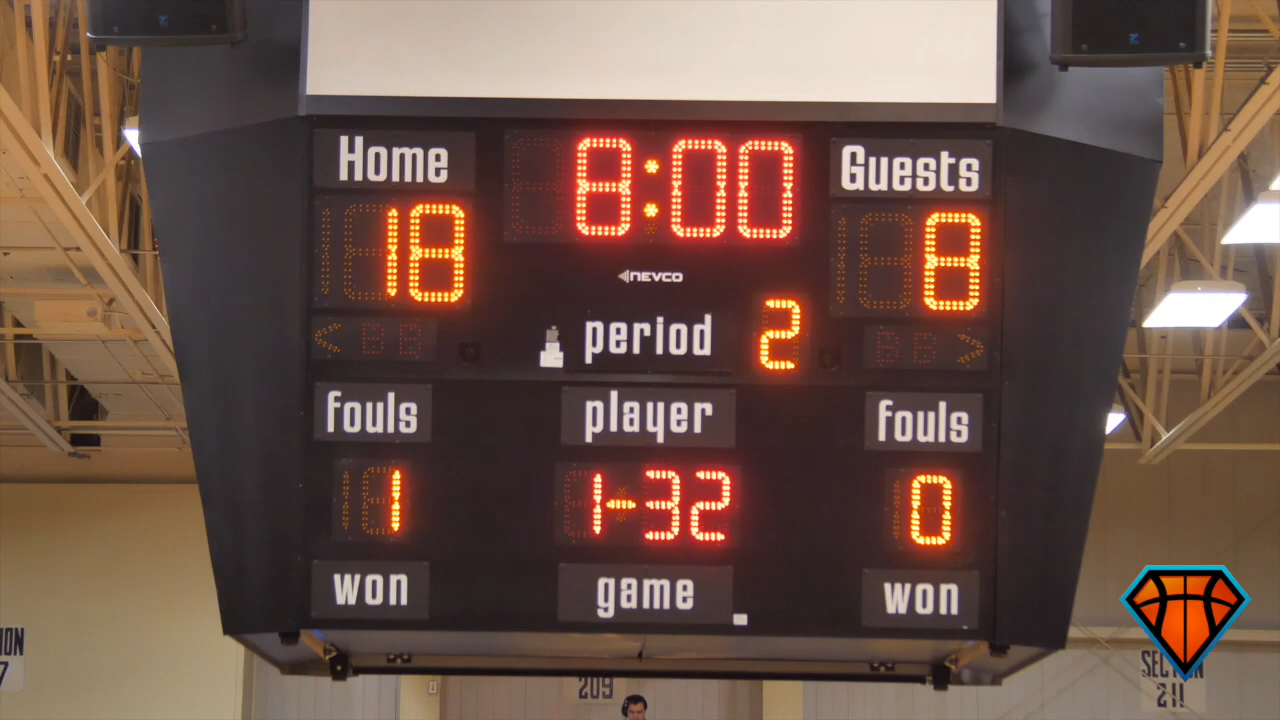 Home 8:00 Guests
18 8
NEVCO
period 2
fouls player fouls
1 1-32 0
won game won
209
SECTION
211